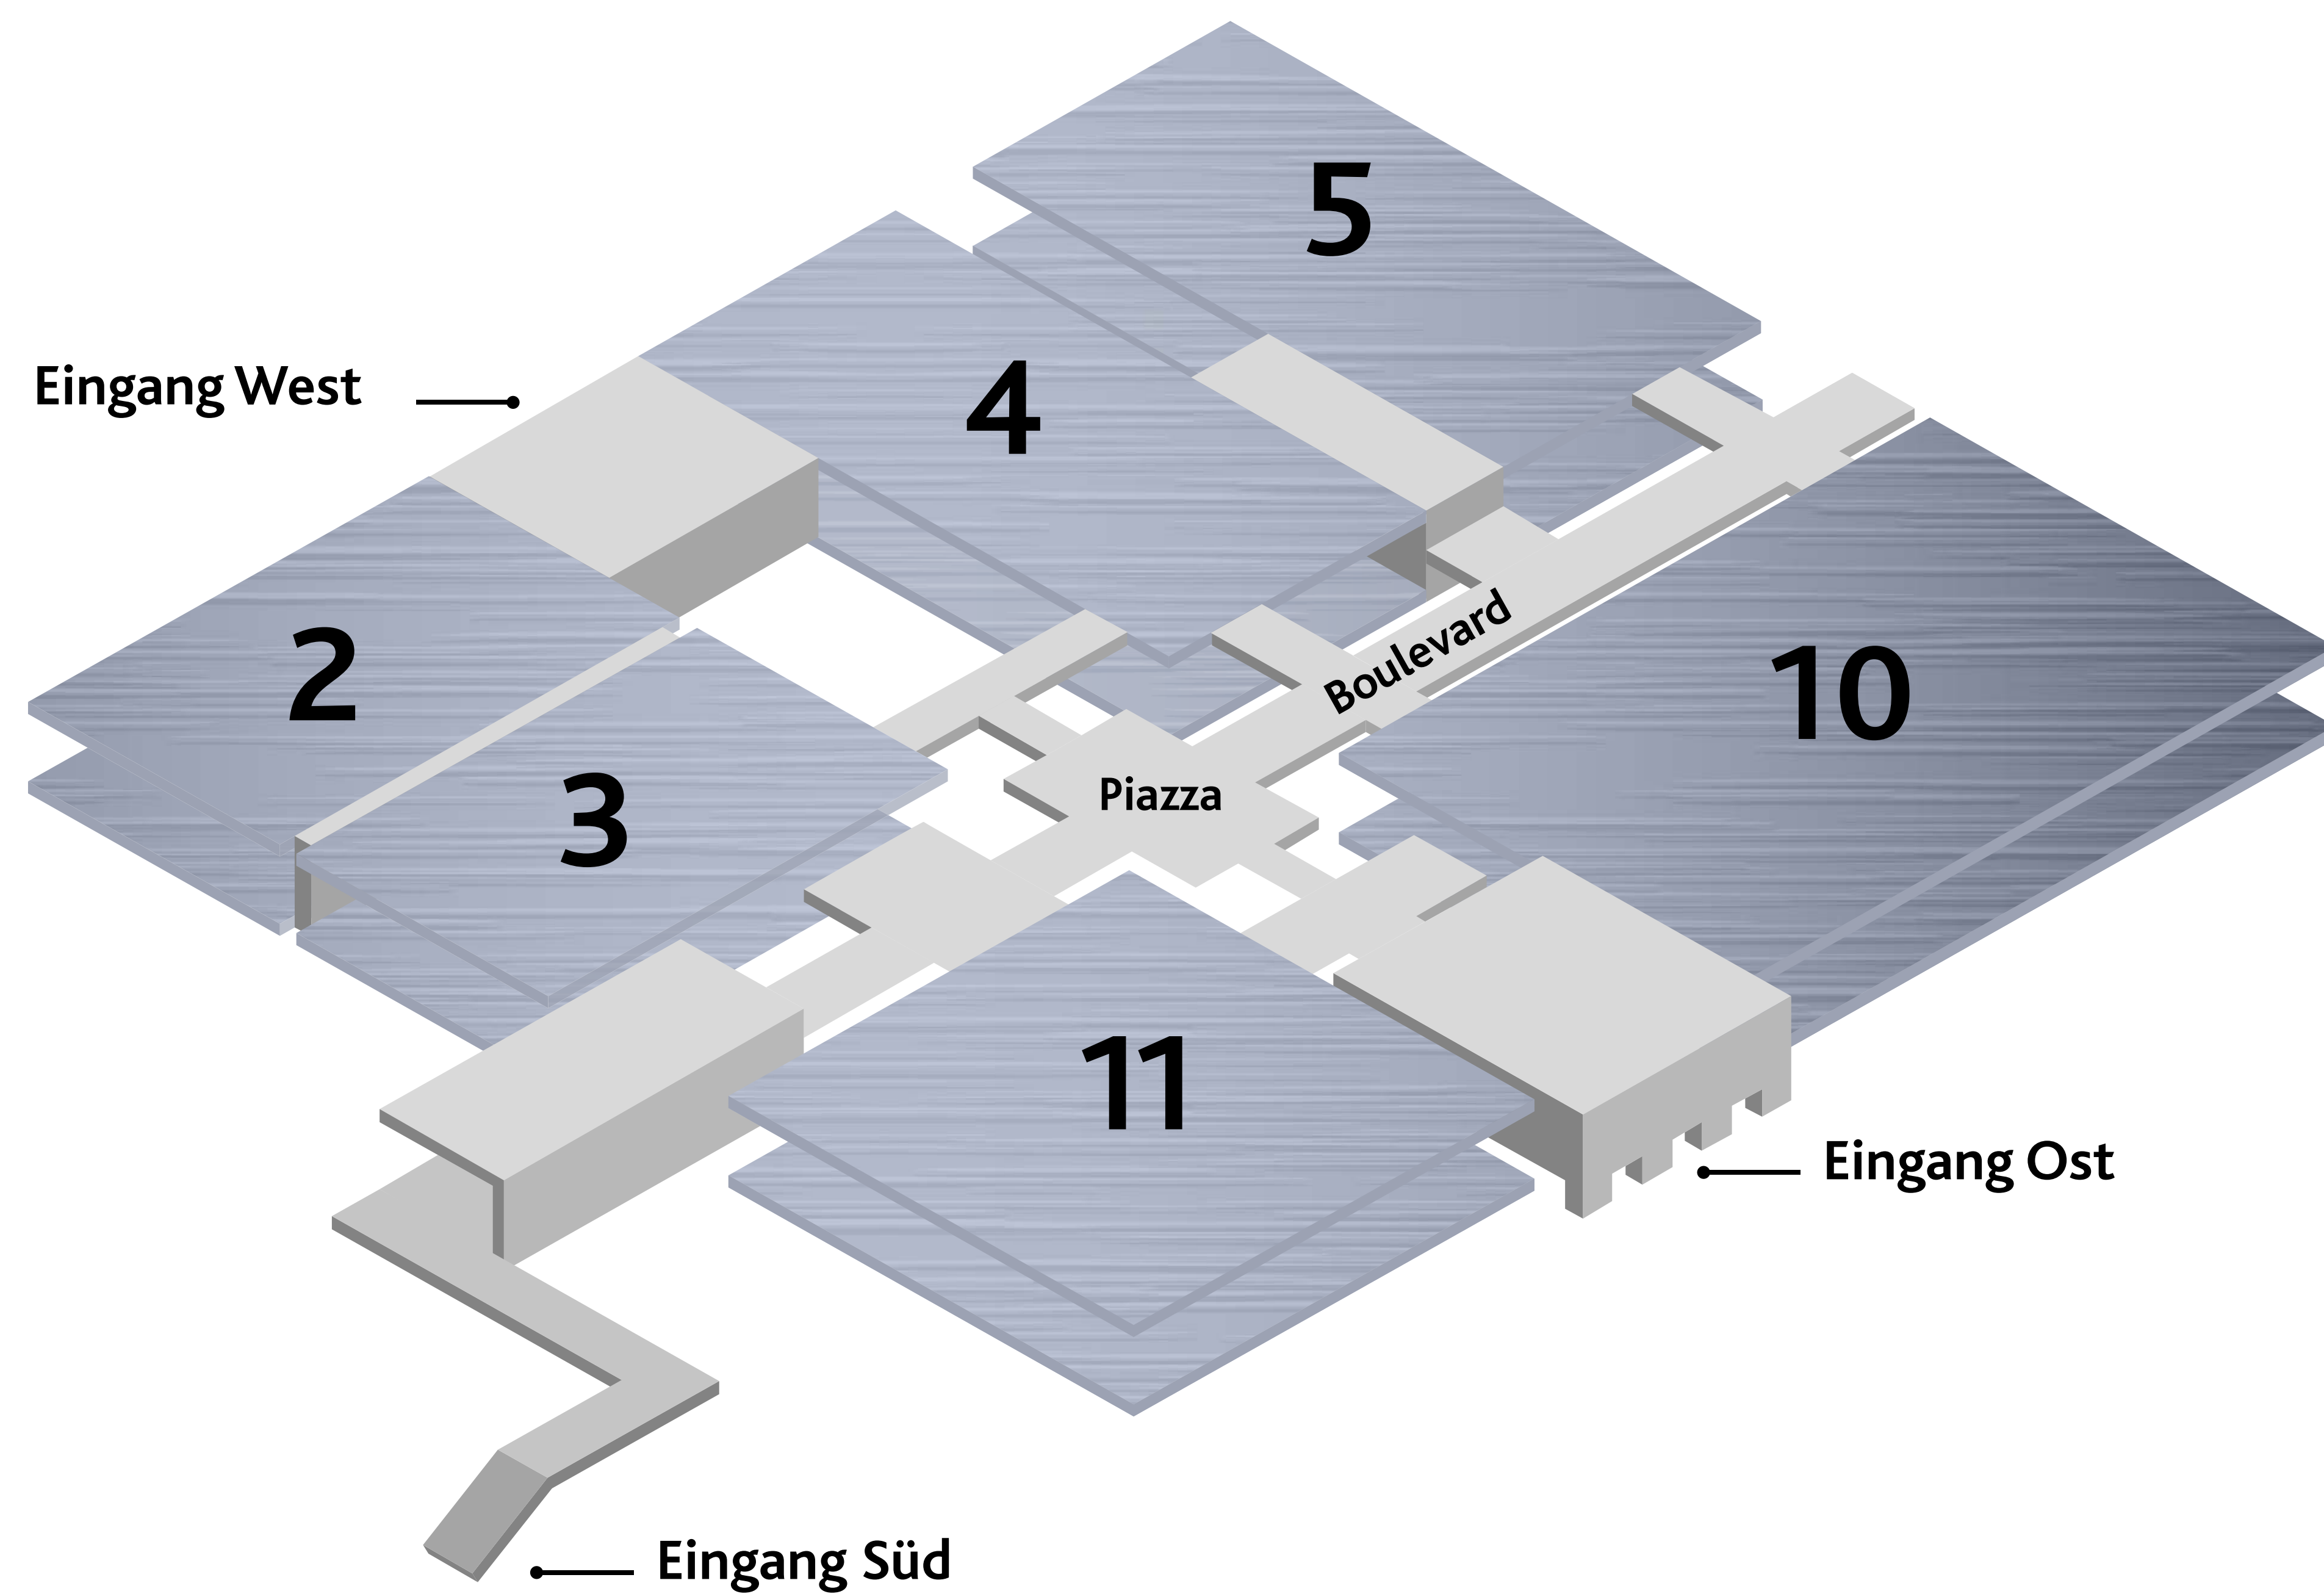 5
4
Eingang West
Boulevard
2
10
3
Piazza
11
Eingang Ost
Eingang Süd